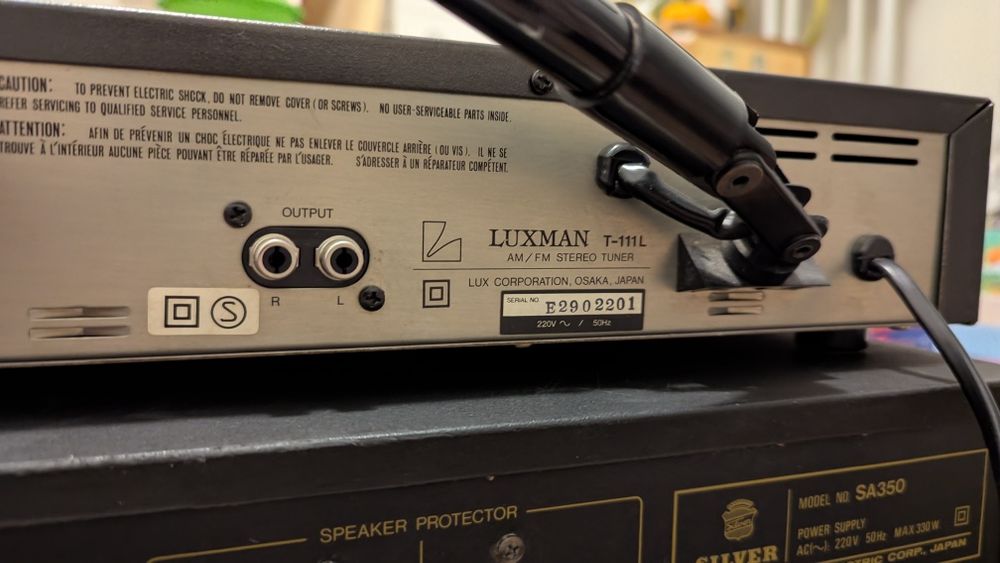 CAUTION: TO PREVENT ELECTRIC SHOCK, DO NOT REMOVE COVER (OR SCREWS). NO USER-SERVICEABLE PARTS INSIDE.
REFER SERVICING TO QUALIFIED SERVICE PERSONNEL.
ATTENTION: AFIN DE PRÉVENIR UN CHOC ÉLECTRIQUE NE PAS ENLEVER LE COUVERCLE ARRIÈRE (OU VIS). IL NE SE
TROUVE À L'INTÉRIEUR AUCUNE PIÈCE POUVANT ÊTRE RÉPARÉE PAR L'USAGER. S'ADRESSER À UN RÉPARATEUR COMPÉTENT.
OUTPUT
R L
S
LUXMAN T-111L
AM/FM STEREO TUNER
LUX CORPORATION, OSAKA, JAPAN
SERIAL NO. E2902201
220V ∿ / 50Hz
SPEAKER PROTECTOR
SILVER
MODEL NO. SA350
POWER SUPPLY
AC(∿): 220V 50Hz MAX 330W
CORP., JAPAN